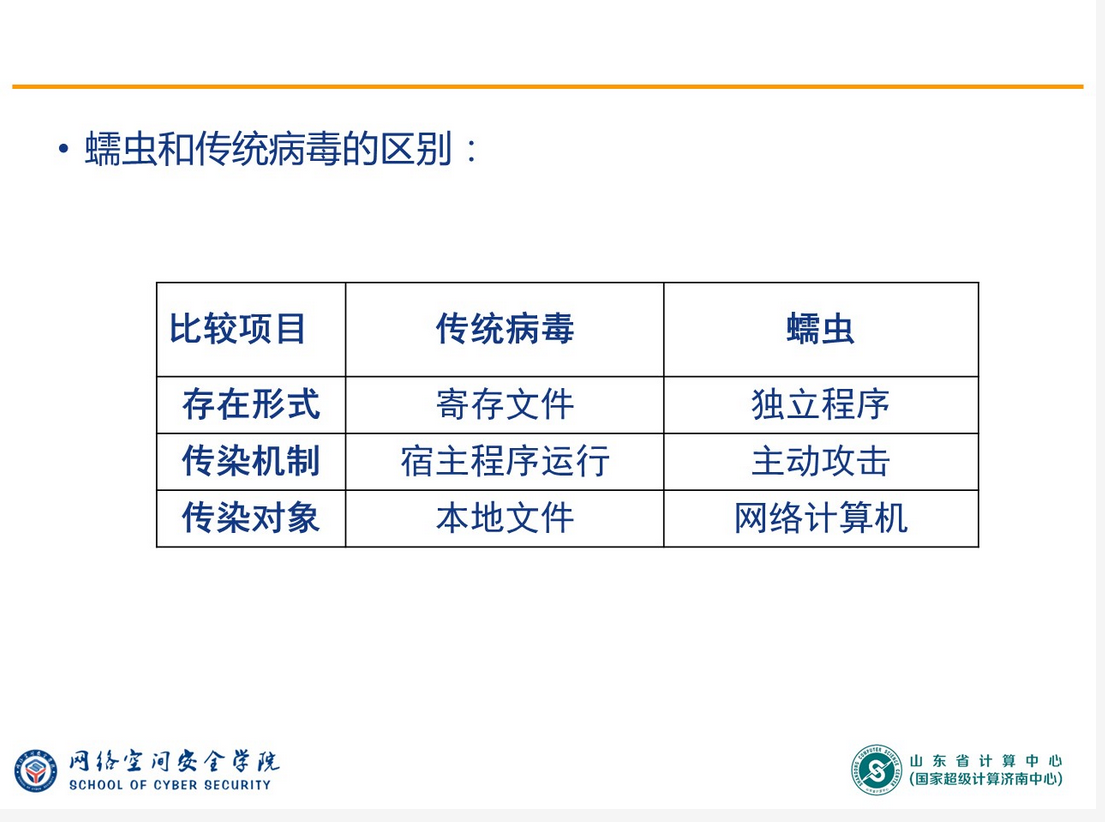 • 蠕虫和传统病毒的区别：
比较项目 传统病毒 蠕虫
存在形式 寄存文件 独立程序
传染机制 宿主程序运行 主动攻击
传染对象 本地文件 网络计算机
网络空间安全学院
SCHOOL OF CYBER SECURITY
山东省计算中心
(国家超级计算济南中心)